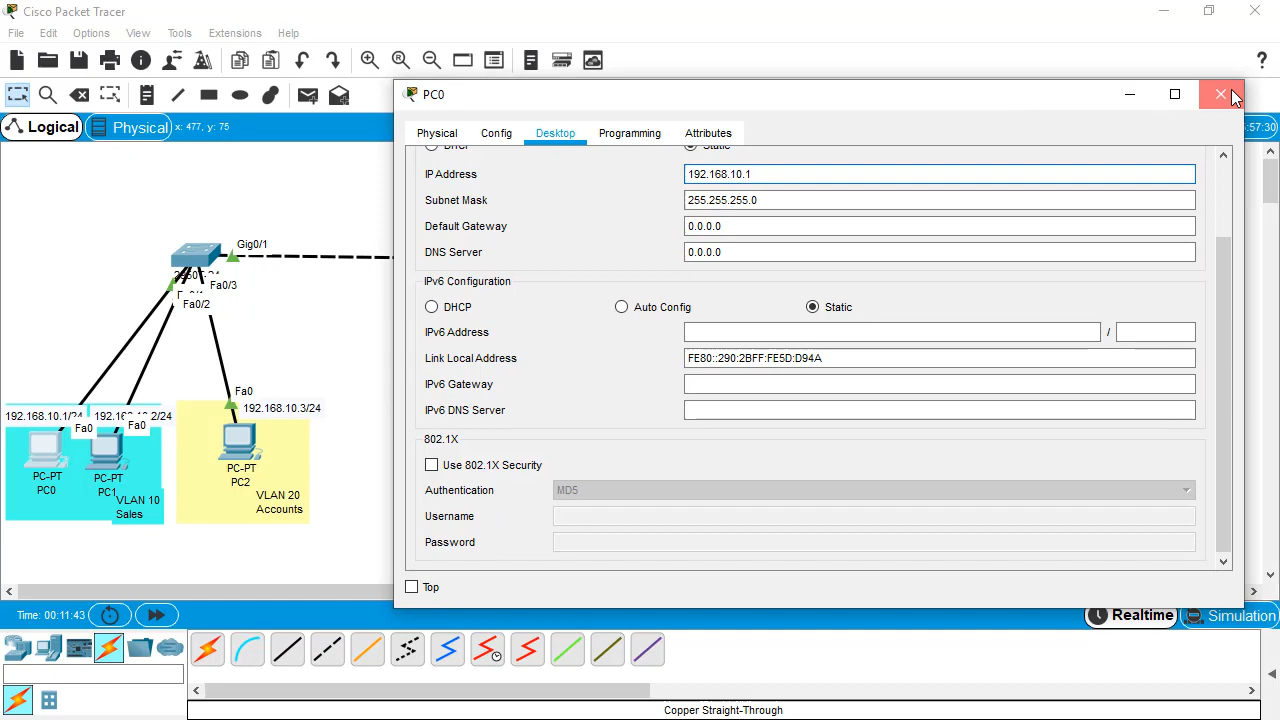 Cisco Packet Tracer
File Edit Options View Tools Extensions Help
PC0
Logical
Physical
x: 477, y: 75
:57:30
Physical Config Desktop Programming Attributes
DHCP
Static
IP Address
192.168.10.1
Subnet Mask
255.255.255.0
Default Gateway
0.0.0.0
DNS Server
0.0.0.0
IPv6 Configuration
DHCP
Auto Config
Static
IPv6 Address
/
Link Local Address
FE80::290:2BFF:FE5D:D94A
IPv6 Gateway
IPv6 DNS Server
802.1X
Use 802.1X Security
Authentication
MD5
Username
Password
Top
Gig0/1
Fa0/3
Fa0/2
Fa0
192.168.10.3/24
192.168.10.1/24
Fa0
Fa0
PC-PT
PC0
PC-PT
PC1
VLAN 10
Sales
PC-PT
PC2
VLAN 20
Accounts
Time: 00:11:43
Realtime
Simulation
Copper Straight-Through